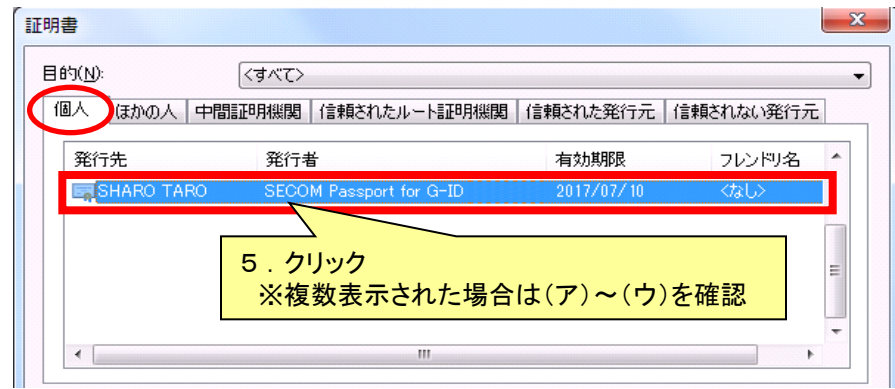 証明書
目的(N): <すべて>
個人 ほかの人 中間証明機関 信頼されたルート証明機関 信頼された発行元 信頼されない発行元
発行先 発行者 有効期限 フレンドリ名
SHARO TARO SECOM Passport for G-ID 2017/07/10 <なし>
５．クリック
※複数表示された場合は（ア）～（ウ）を確認